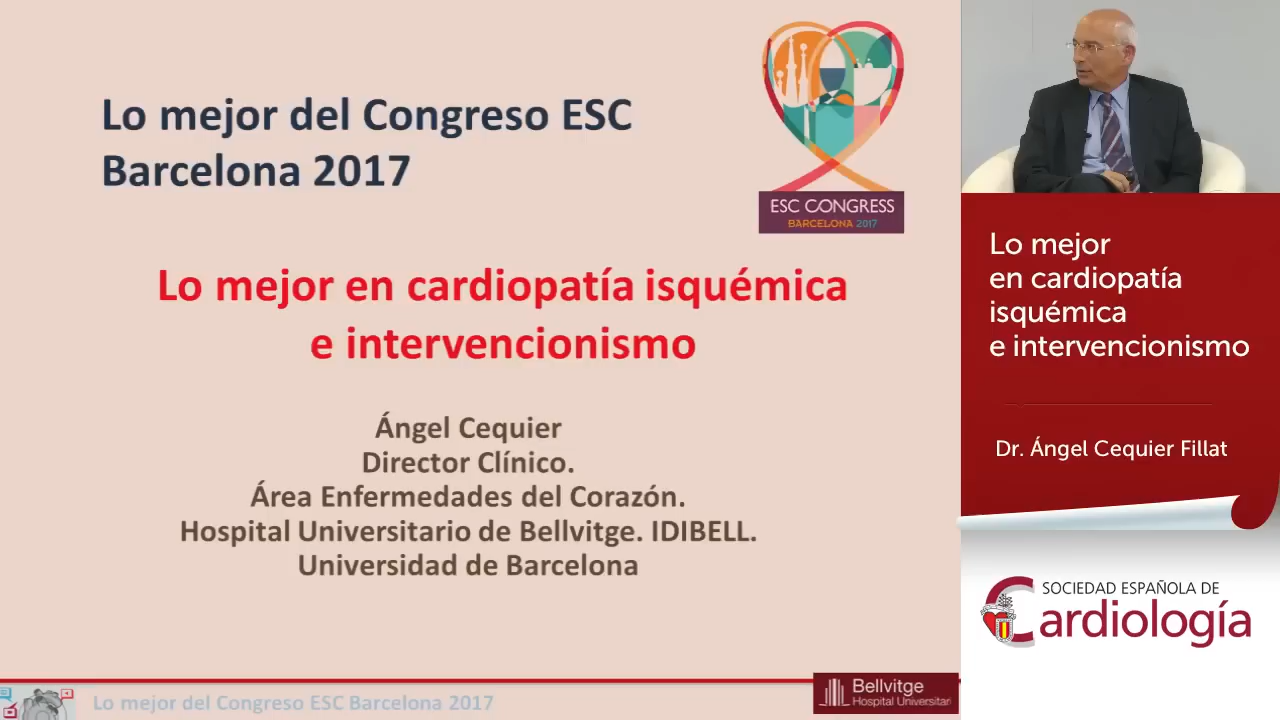 Lo mejor del Congreso ESC
Barcelona 2017
ESC CONGRESS
BARCELONA 2017
Lo mejor en cardiopatía isquémica
e intervencionismo
Ángel Cequier
Director Clínico.
Área Enfermedades del Corazón.
Hospital Universitario de Bellvitge. IDIBELL.
Universidad de Barcelona
Lo mejor del Congreso ESC Barcelona 2017
Bellvitge
Hospital Universitari
Lo mejor
en cardiopatía
isquémica
e intervencionismo
Dr. Ángel Cequier Fillat
SOCIEDAD ESPAÑOLA DE
Cardiología